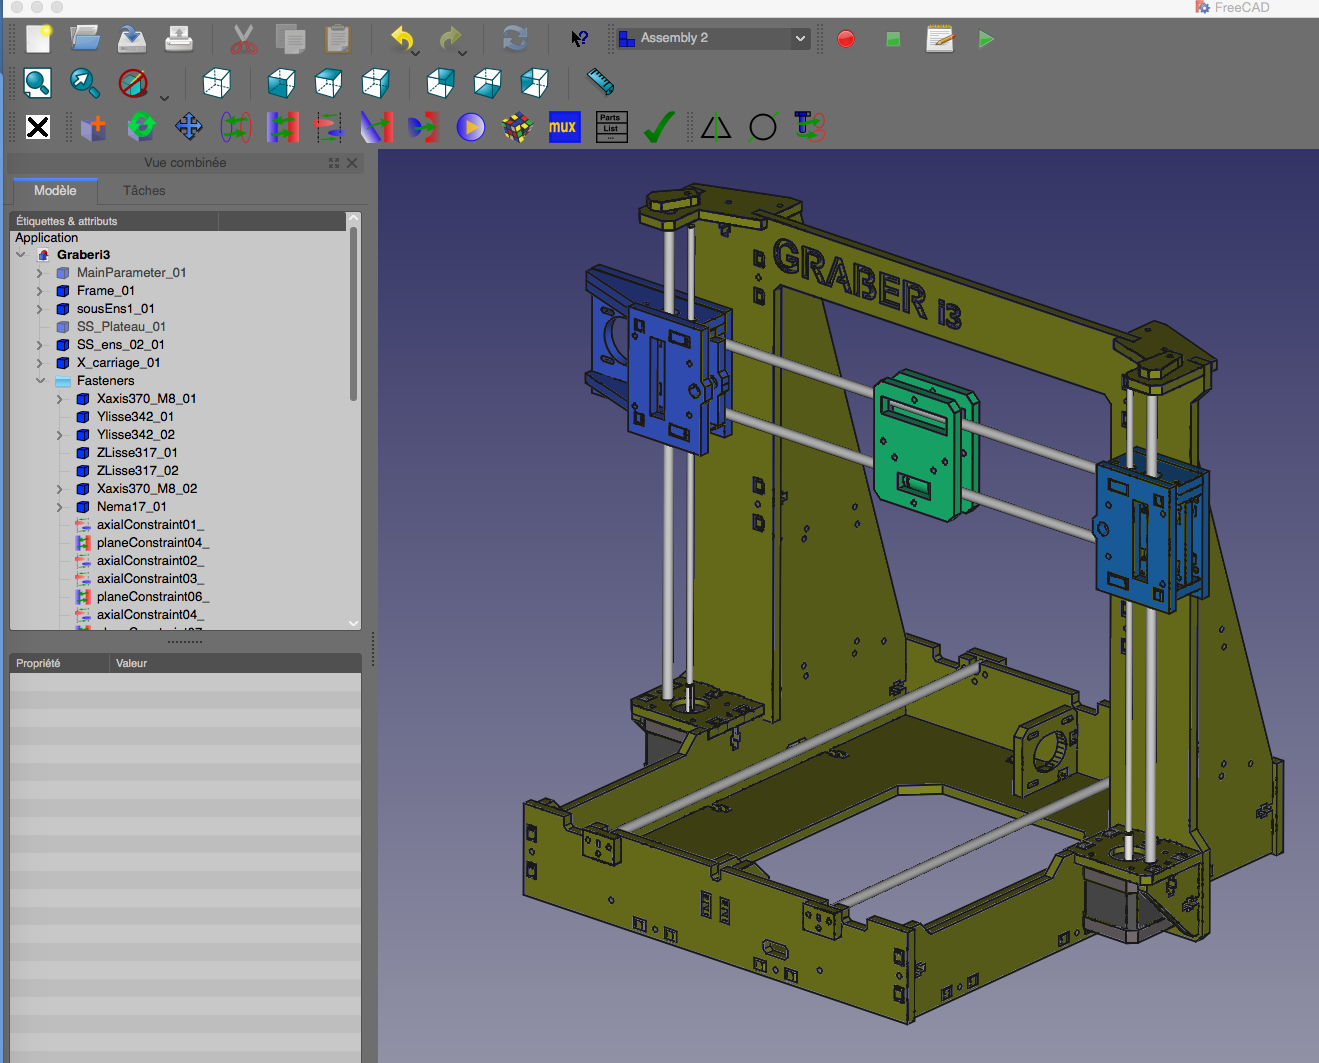 FreeCAD
Assembly 2
mux
Parts
List
...
Vue combinée
Modèle
Tâches
Étiquettes & attributs
Application
Graberi3
MainParameter_01
Frame_01
sousEns1_01
SS_Plateau_01
SS_ens_02_01
X_carriage_01
Fasteners
Xaxis370_M8_01
Ylisse342_01
Ylisse342_02
ZLisse317_01
ZLisse317_02
Xaxis370_M8_02
Nema17_01
axialConstraint01_
planeConstraint04_
axialConstraint02_
axialConstraint03_
planeConstraint06_
axialConstraint04_
Propriété
Valeur
GRABER i3